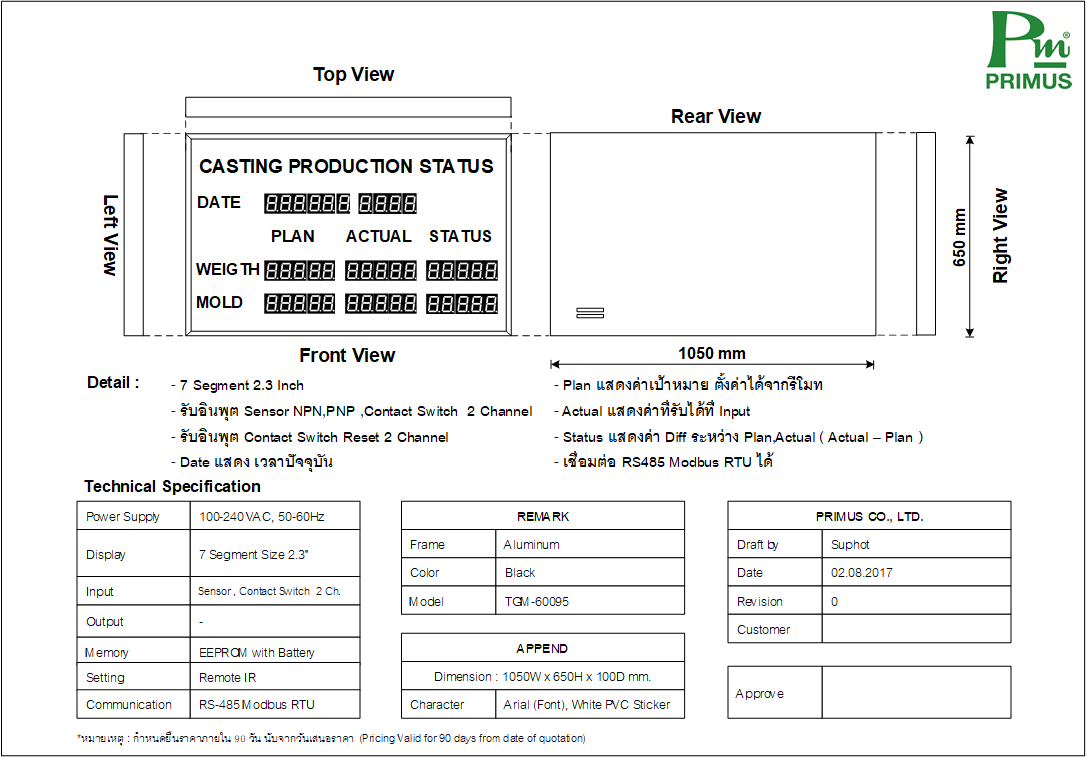 Pm®
PRIMUS
Top View
Rear View
CASTING PRODUCTION STATUS
DATE 888888 8888
PLAN ACTUAL STATUS
WEIGTH 88888 88888 88888
MOLD 88888 88888 88888
Left View
650 mm
Right View
Front View
1050 mm
Detail :
- 7 Segment 2.3 Inch
- รับอินพุต Sensor NPN,PNP ,Contact Switch 2 Channel
- รับอินพุต Contact Switch Reset 2 Channel
- Date แสดง เวลาปัจจุบัน
- Plan แสดงค่าเป้าหมาย ตั้งค่าได้จากรีโมท
- Actual แสดงค่าที่รับได้ที่ Input
- Status แสดงค่า Diff ระหว่าง Plan,Actual ( Actual – Plan )
- เชื่อมต่อ RS485 Modbus RTU ได้
Technical Specification
Power Supply 100-240VAC, 50-60Hz
Display 7 Segment Size 2.3"
Input Sensor , Contact Switch 2 Ch.
Output -
Memory EEPROM with Battery
Setting Remote IR
Communication RS-485 Modbus RTU
REMARK
Frame Aluminum
Color Black
Model TGM-60095
APPEND
Dimension : 1050W x 650H x 100D mm.
Character Arial (Font), White PVC Sticker
PRIMUS CO., LTD.
Draft by Suphot
Date 02.08.2017
Revision 0
Customer
Approve
*หมายเหตุ : กำหนดยืนราคาภายใน 90 วัน นับจากวันเสนอราคา (Pricing Valid for 90 days from date of quotation)